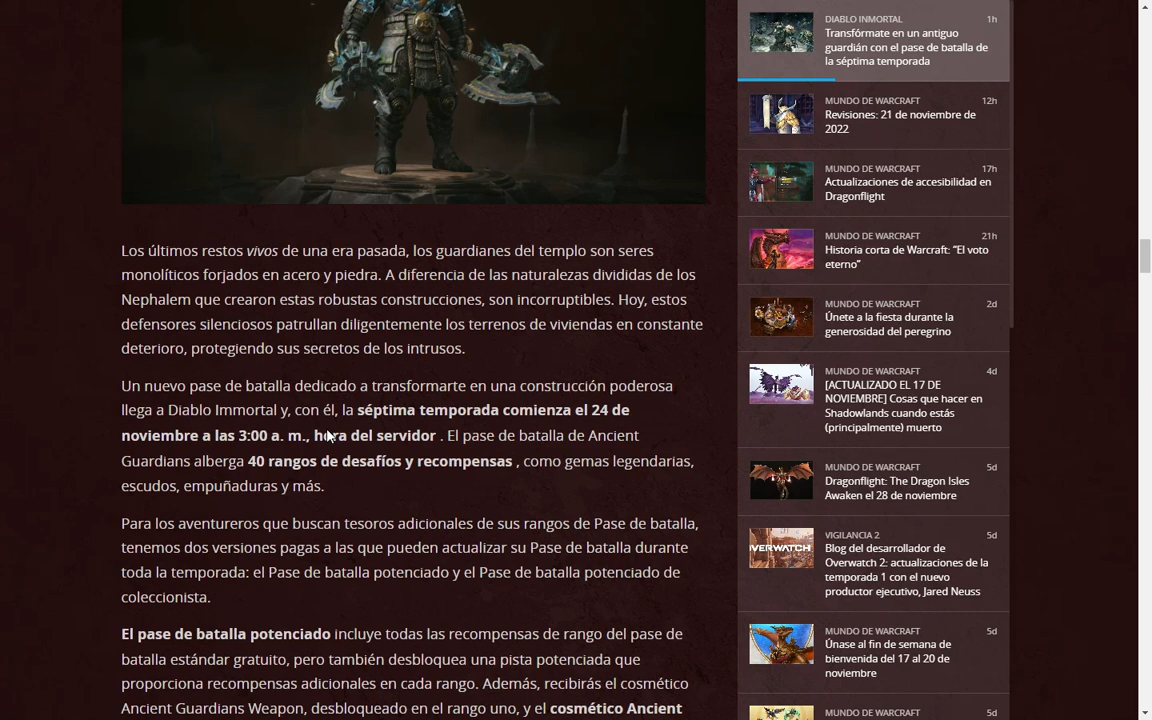 Los últimos restos vivos de una era pasada, los guardianes del templo son seres
monolíticos forjados en acero y piedra. A diferencia de las naturalezas divididas de los
Nephalem que crearon estas robustas construcciones, son incorruptibles. Hoy, estos
defensores silenciosos patrullan diligentemente los terrenos de viviendas en constante
deterioro, protegiendo sus secretos de los intrusos.
Un nuevo pase de batalla dedicado a transformarte en una construcción poderosa
llega a Diablo Immortal y, con él, la séptima temporada comienza el 24 de
noviembre a las 3:00 a. m., hora del servidor . El pase de batalla de Ancient
Guardians alberga 40 rangos de desafíos y recompensas , como gemas legendarias,
escudos, empuñaduras y más.
Para los aventureros que buscan tesoros adicionales de sus rangos de Pase de batalla,
tenemos dos versiones pagas a las que pueden actualizar su Pase de batalla durante
toda la temporada: el Pase de batalla potenciado y el Pase de batalla potenciado de
coleccionista.
El pase de batalla potenciado incluye todas las recompensas de rango del pase de
batalla estándar gratuito, pero también desbloquea una pista potenciada que
proporciona recompensas adicionales en cada rango. Además, recibirás el cosmético
Ancient Guardians Weapon, desbloqueado en el rango uno, y el cosmético Ancient
DIABLO INMORTAL 1h
Transfórmate en un antiguo
guardián con el pase de batalla de
la séptima temporada
MUNDO DE WARCRAFT 12h
Revisiones: 21 de noviembre de
2022
MUNDO DE WARCRAFT 17h
Actualizaciones de accesibilidad en
Dragonflight
MUNDO DE WARCRAFT 21h
Historia corta de Warcraft: “El voto
eterno”
MUNDO DE WARCRAFT 2d
Únete a la fiesta durante la
generosidad del peregrino
MUNDO DE WARCRAFT 4d
[ACTUALIZADO EL 17 DE
NOVIEMBRE] Cosas que hacer en
Shadowlands cuando estás
(principalmente) muerto
MUNDO DE WARCRAFT 5d
Dragonflight: The Dragon Isles
Awaken el 28 de noviembre
VIGILANCIA 2 5d
Blog del desarrollador de
Overwatch 2: actualizaciones de la
temporada 1 con el nuevo
productor ejecutivo, Jared Neuss
VERWATCH
MUNDO DE WARCRAFT 5d
Únase al fin de semana de
bienvenida del 17 al 20 de
noviembre
MUNDO DE WARCRAFT 5d